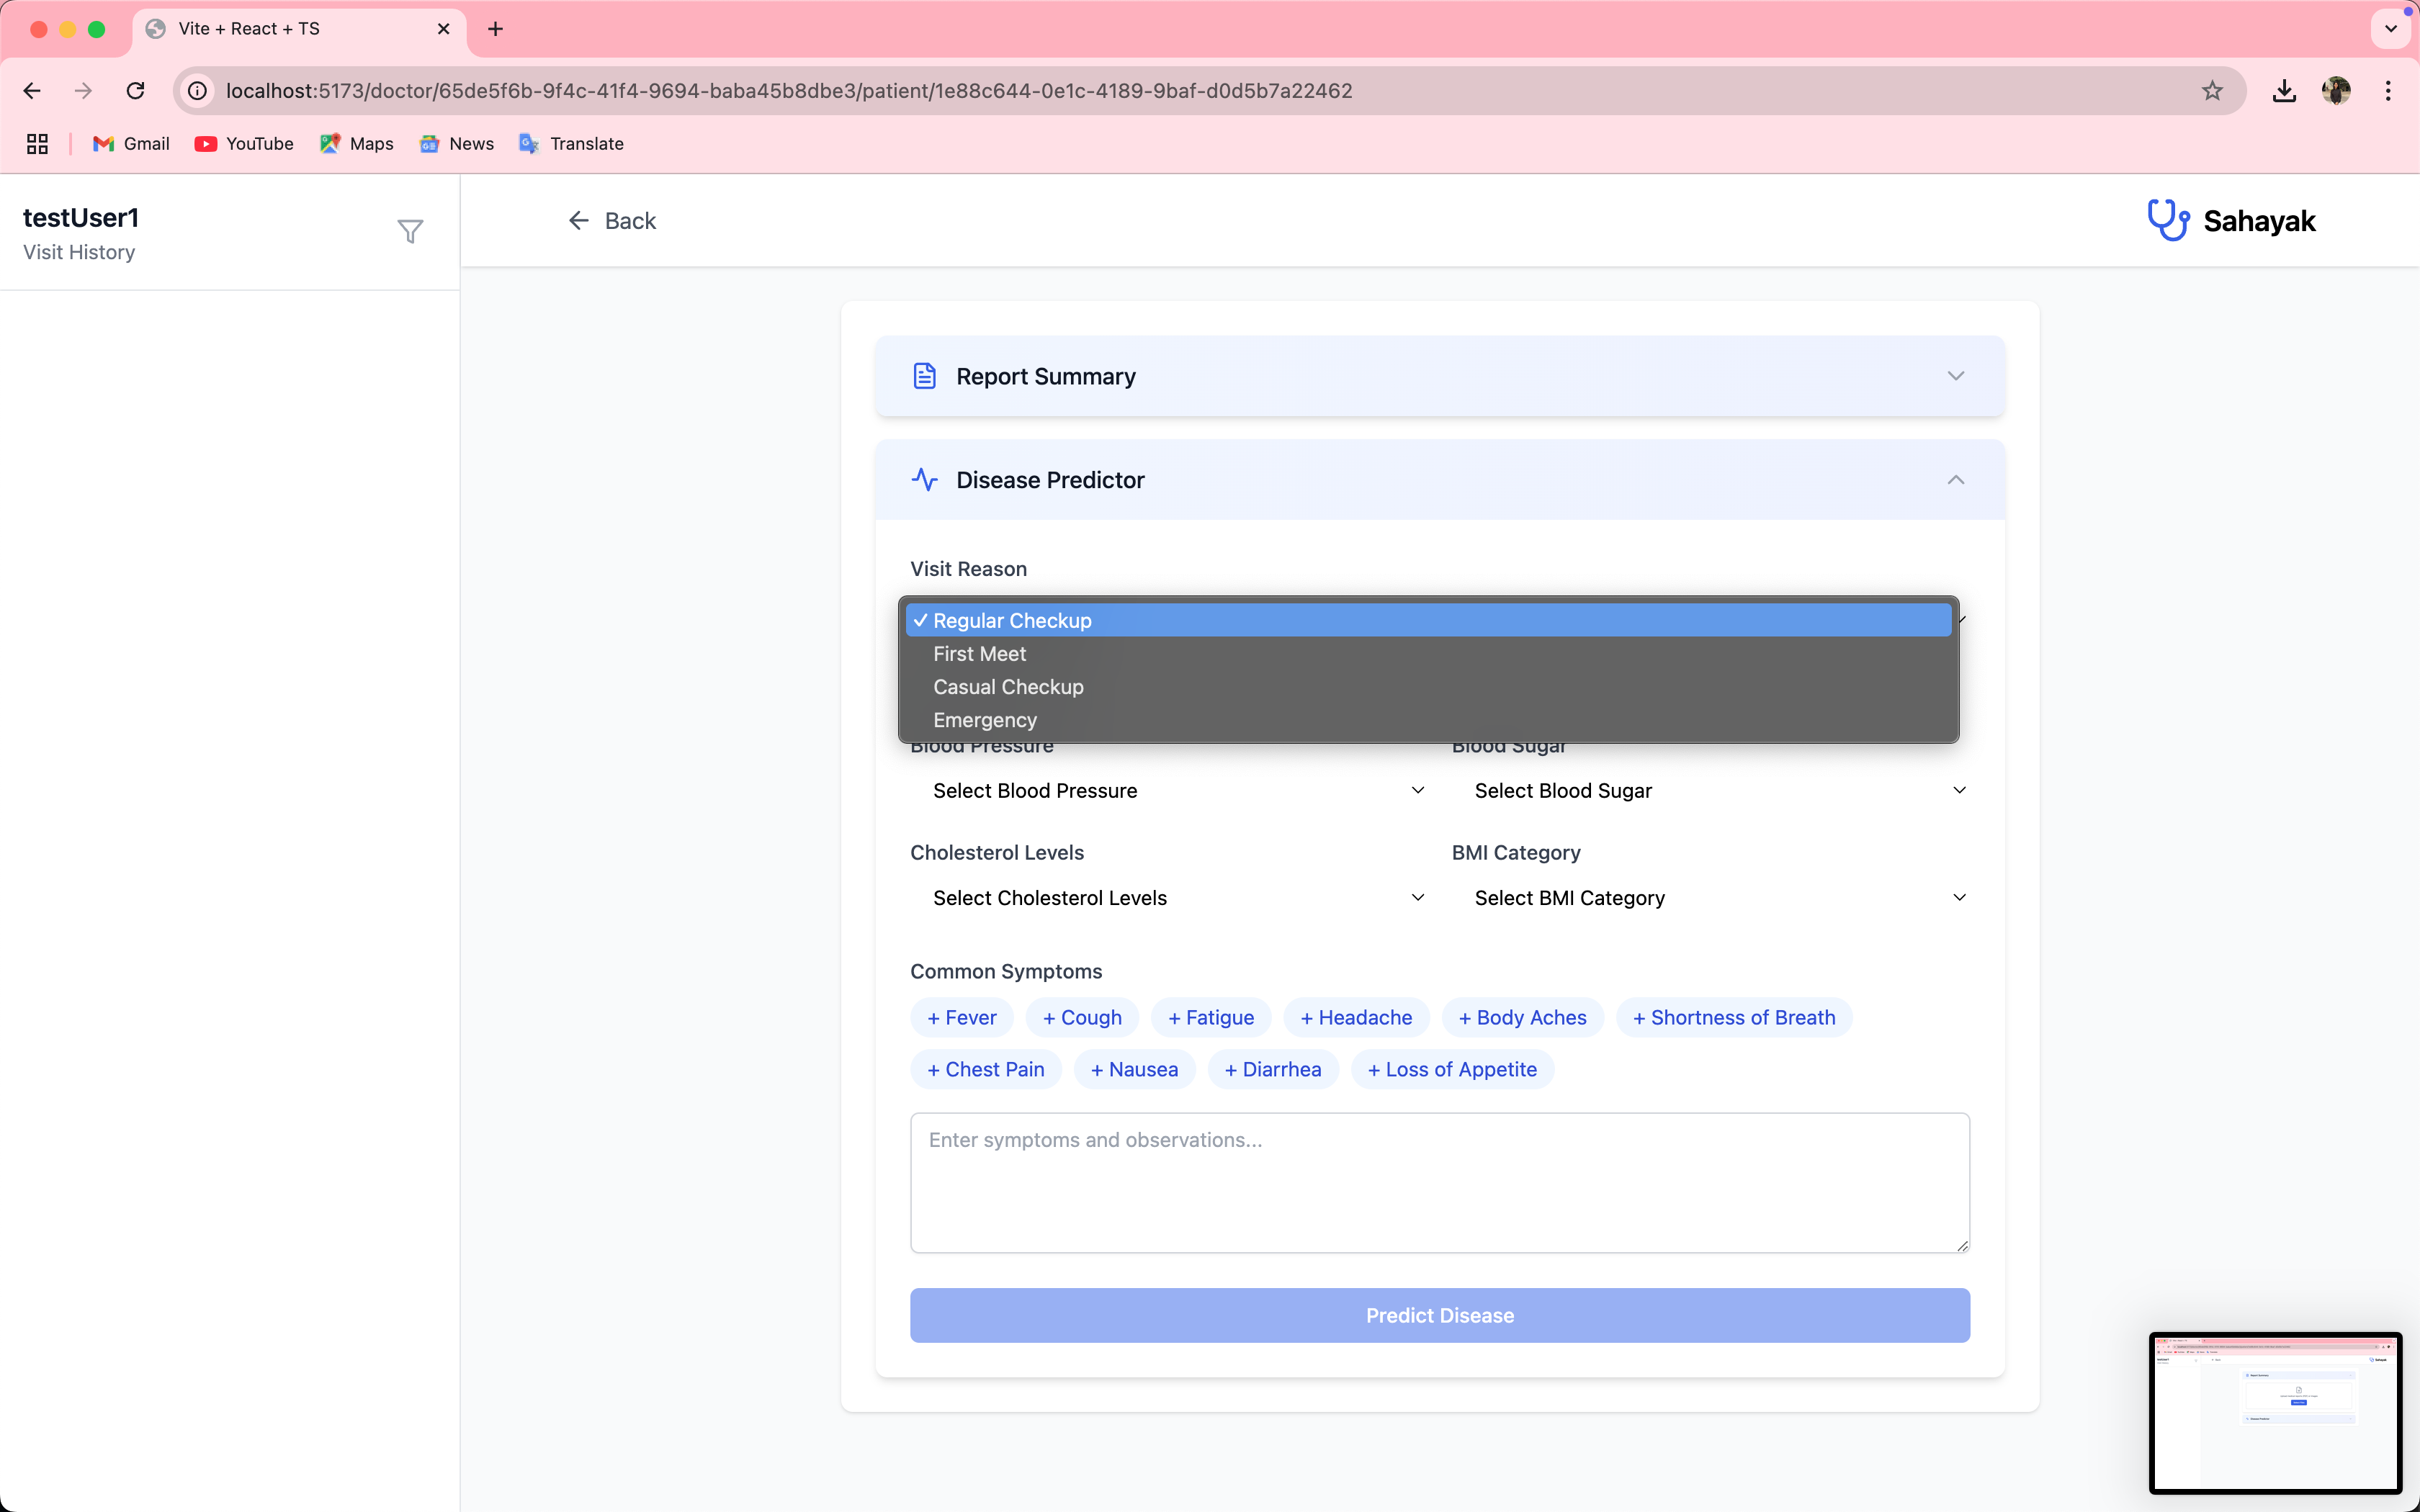 Vite + React + TS
localhost:5173/doctor/65de5f6b-9f4c-41f4-9694-baba45b8dbe3/patient/1e88c644-0e1c-4189-9baf-d0d5b7a22462
Gmail YouTube Maps News Translate
testUser1
Visit History
Back
Sahayak
Report Summary
Disease Predictor
Visit Reason
✓ Regular Checkup
First Meet
Casual Checkup
Emergency
Blood Pressure Blood Sugar
Select Blood Pressure Select Blood Sugar
Cholesterol Levels BMI Category
Select Cholesterol Levels Select BMI Category
Common Symptoms
+ Fever + Cough + Fatigue + Headache + Body Aches + Shortness of Breath
+ Chest Pain + Nausea + Diarrhea + Loss of Appetite
Enter symptoms and observations...
Predict Disease